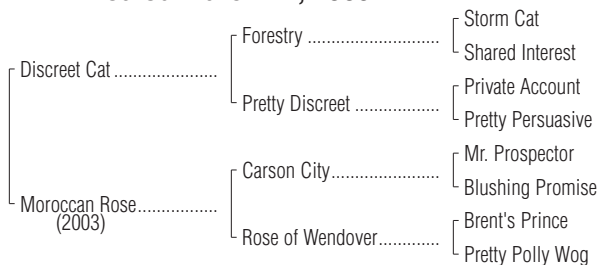 Storm Cat
Forestry
Shared Interest
Discreet Cat
Private Account
Pretty Discreet
Pretty Persuasive
Mr. Prospector
Carson City
Blushing Promise
Moroccan Rose
(2003)
Brent's Prince
Rose of Wendover
Pretty Polly Wog